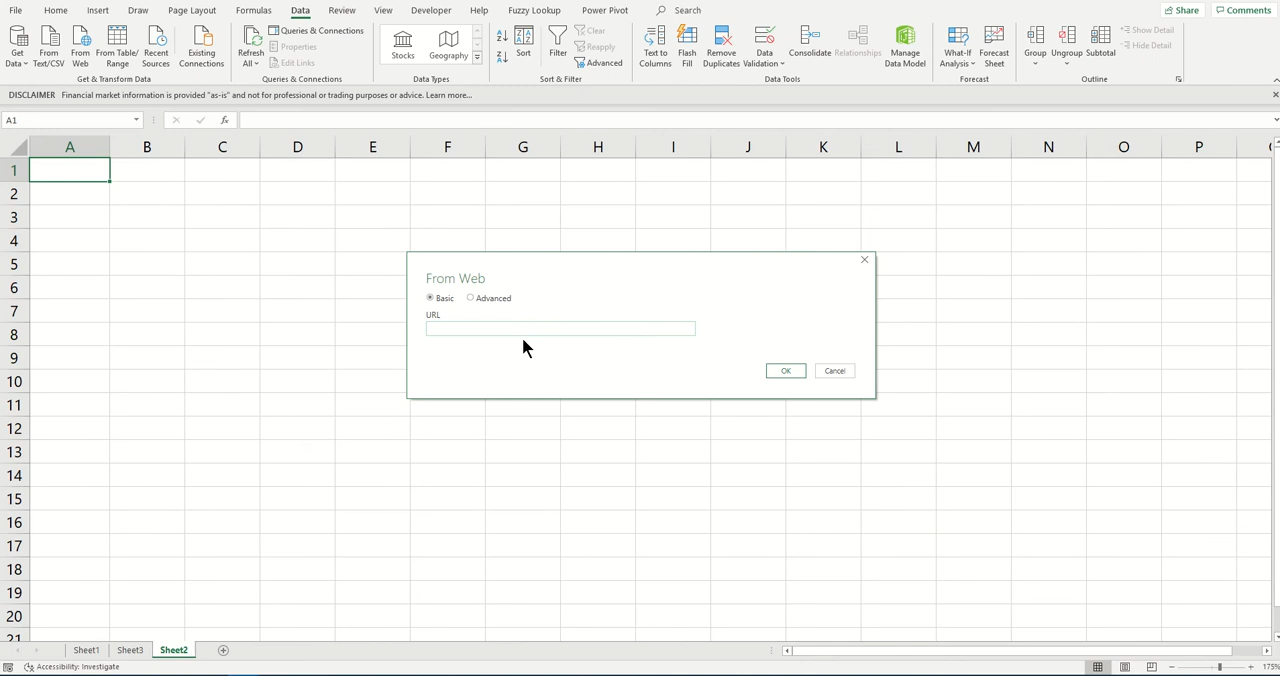 File Home Insert Draw Page Layout Formulas Data Review View Developer Help Fuzzy Lookup Power Pivot Search Share Comments
Get Data From Text/CSV From Web From Table/ Range Recent Sources Existing Connections
Refresh All Queries & Connections Properties Edit Links
Stocks Geography
Sort Filter Clear Reapply Advanced
Text to Columns Flash Fill Remove Duplicates Data Validation Consolidate Relationships Manage Data Model
What-If Analysis Forecast Sheet
Group Ungroup Subtotal Show Detail Hide Detail
Get & Transform Data Queries & Connections Data Types Sort & Filter Data Tools Forecast Outline
DISCLAIMER Financial market information is provided "as-is" and not for professional or trading purposes or advice. Learn more...
A1 fx
A B C D E F G H I J K L M N O P
1
2
3
4
5
6
7
8
9
10
11
12
13
14
15
16
17
18
19
20
21
From Web
Basic Advanced
URL
OK Cancel
Sheet1 Sheet3 Sheet2
Accessibility: Investigate 175%